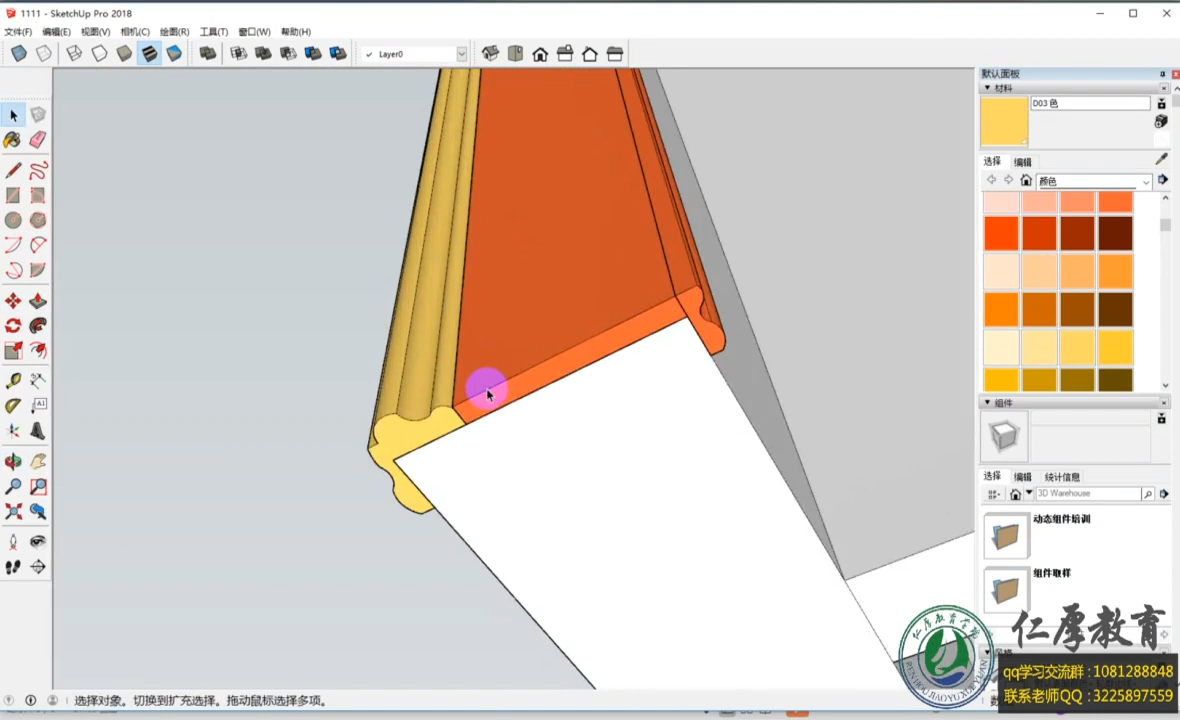 1111 - SketchUp Pro 2018
文件(F) 编辑(E) 视图(V) 相机(C) 绘图(R) 工具(T) 窗口(W) 帮助(H)
Layer0
默认面板
材料
D03 色
选择 编辑
颜色
组件
选择 编辑 统计信息
3D Warehouse
动态组件培训
组件取样
仁厚教育
qq学习交流群：1081288848
联系老师QQ：3225897559
选择对象。切换到扩充选择。拖动鼠标选择多项。